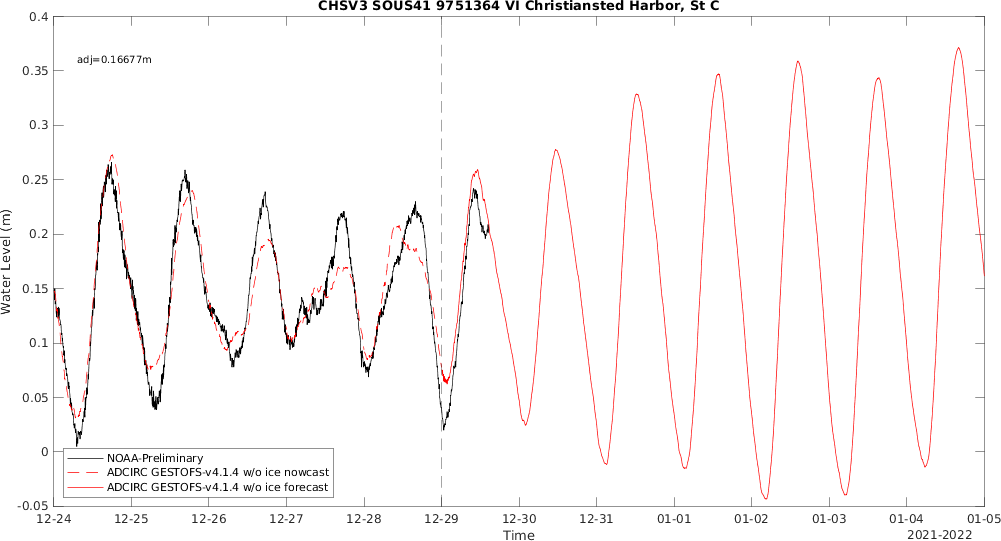 CHSV3 SOUS41 9751364 VI Christiansted Harbor, St C
0.4
0.35
0.3
0.25
0.2
0.15
0.1
0.05
0
-0.05
Water Level (m)
adj=0.16677m
NOAA-Preliminary
ADCIRC GESTOFS-v4.1.4 w/o ice nowcast
ADCIRC GESTOFS-v4.1.4 w/o ice forecast
12-24 12-25 12-26 12-27 12-28 12-29 12-30 12-31 01-01 01-02 01-03 01-04 01-05
Time
2021-2022